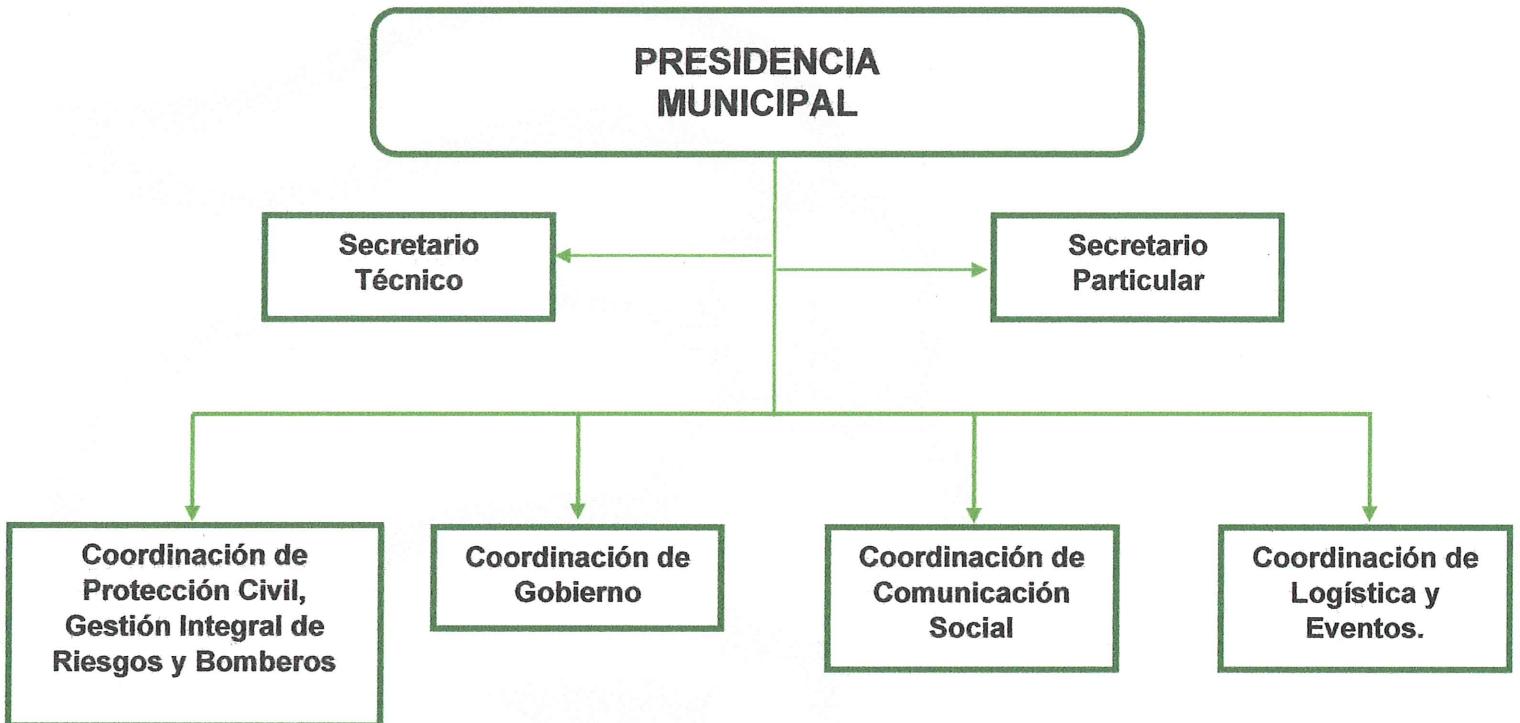 PRESIDENCIA
MUNICIPAL
Secretario
Técnico
Secretario
Particular
Coordinación de
Protección Civil,
Gestión Integral de
Riesgos y Bomberos
Coordinación de
Gobierno
Coordinación de
Comunicación
Social
Coordinación de
Logística y
Eventos.